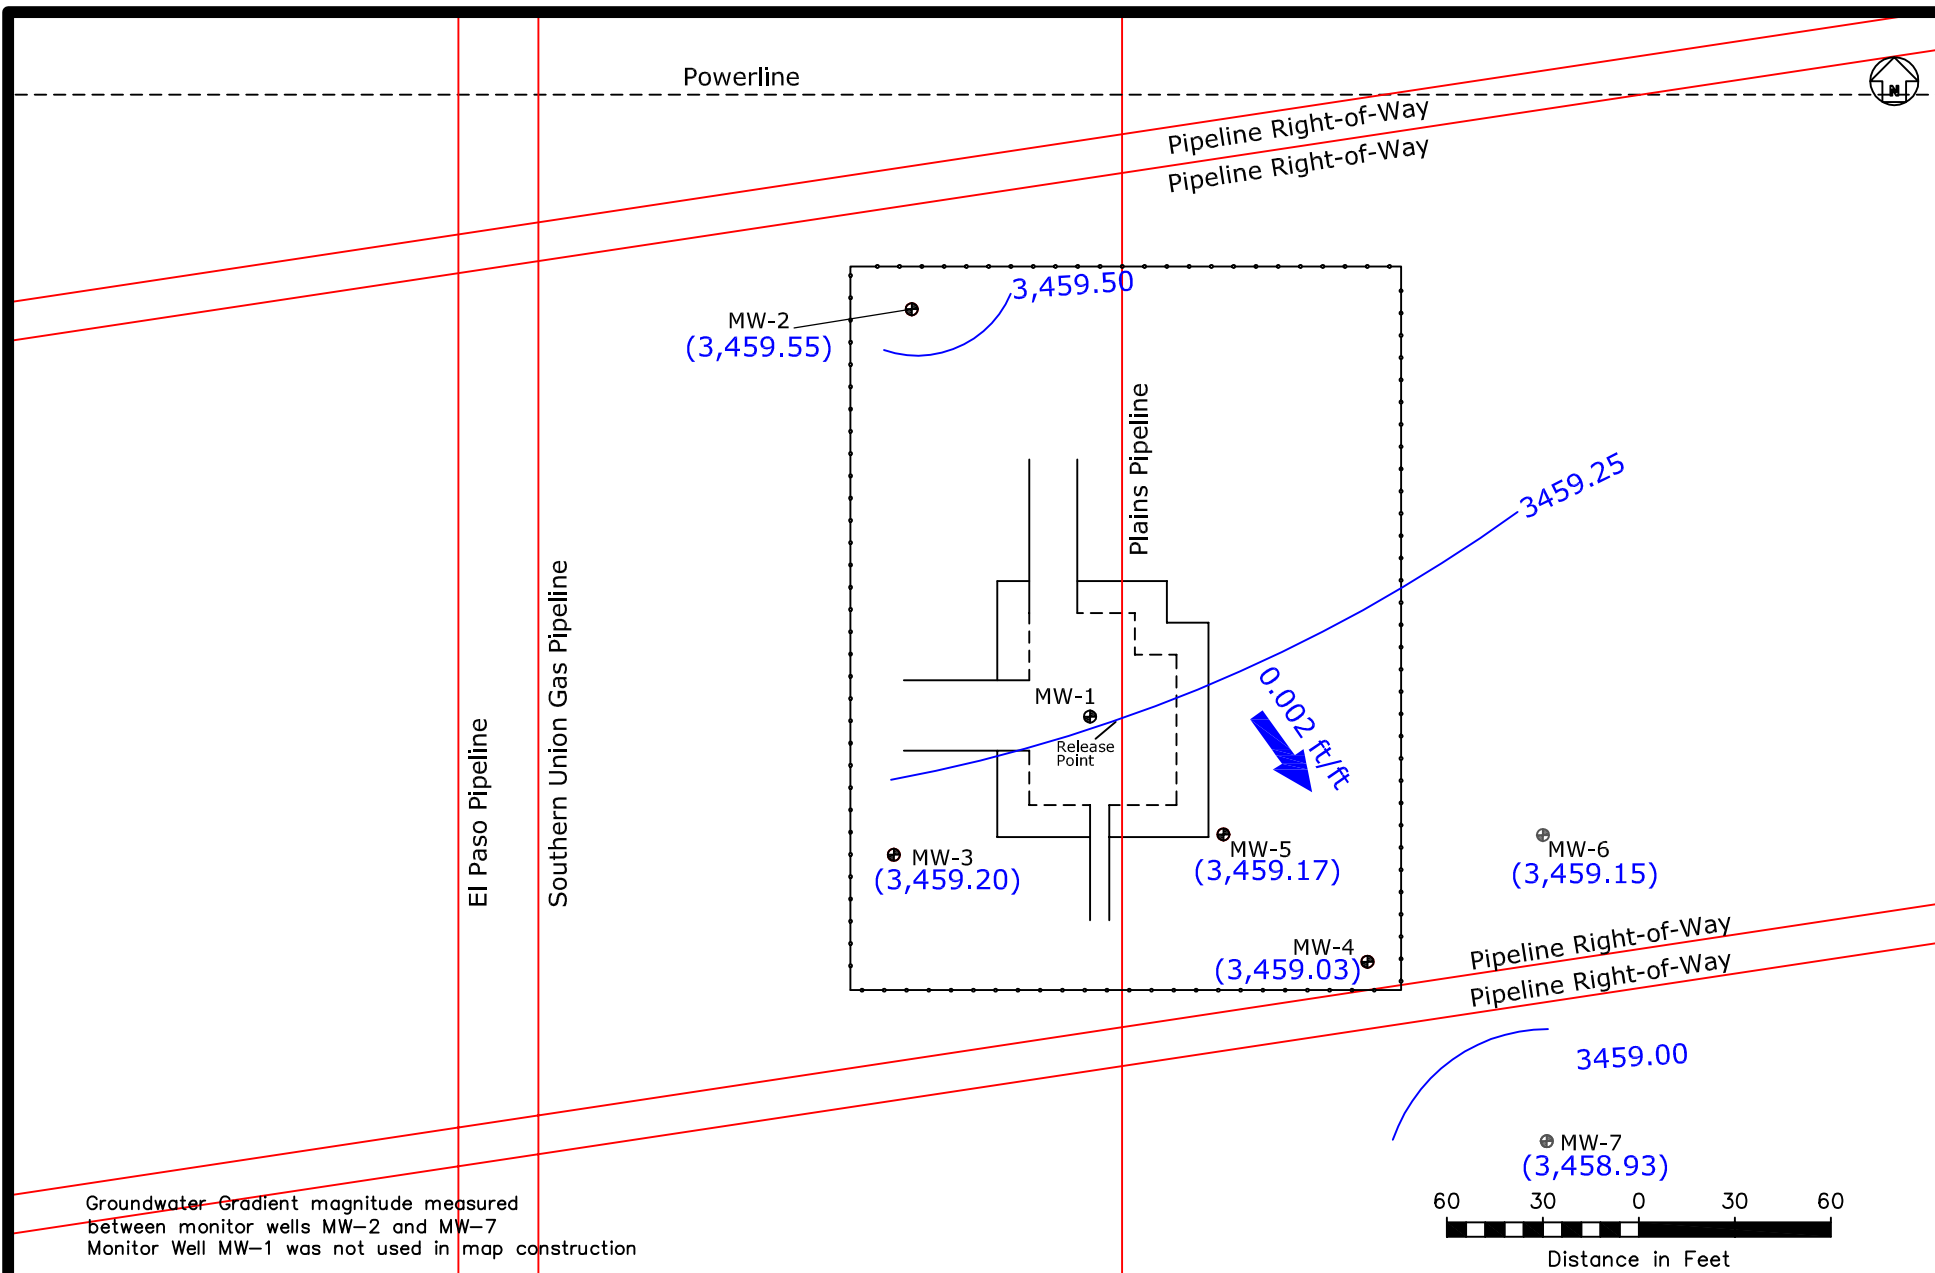 Powerline
N
Pipeline Right-of-Way
Pipeline Right-of-Way
3,459.50
MW-2
(3,459.55)
Plains Pipeline
3459.25
El Paso Pipeline
Southern Union Gas Pipeline
MW-1
Release
Point
0.002 ft/ft
MW-3
(3,459.20)
MW-5
(3,459.17)
MW-6
(3,459.15)
MW-4
(3,459.03)
Pipeline Right-of-Way
Pipeline Right-of-Way
3459.00
MW-7
(3,458.93)
Groundwater Gradient magnitude measured
between monitor wells MW-2 and MW-7
Monitor Well MW-1 was not used in map construction
60 30 0 30 60
Distance in Feet